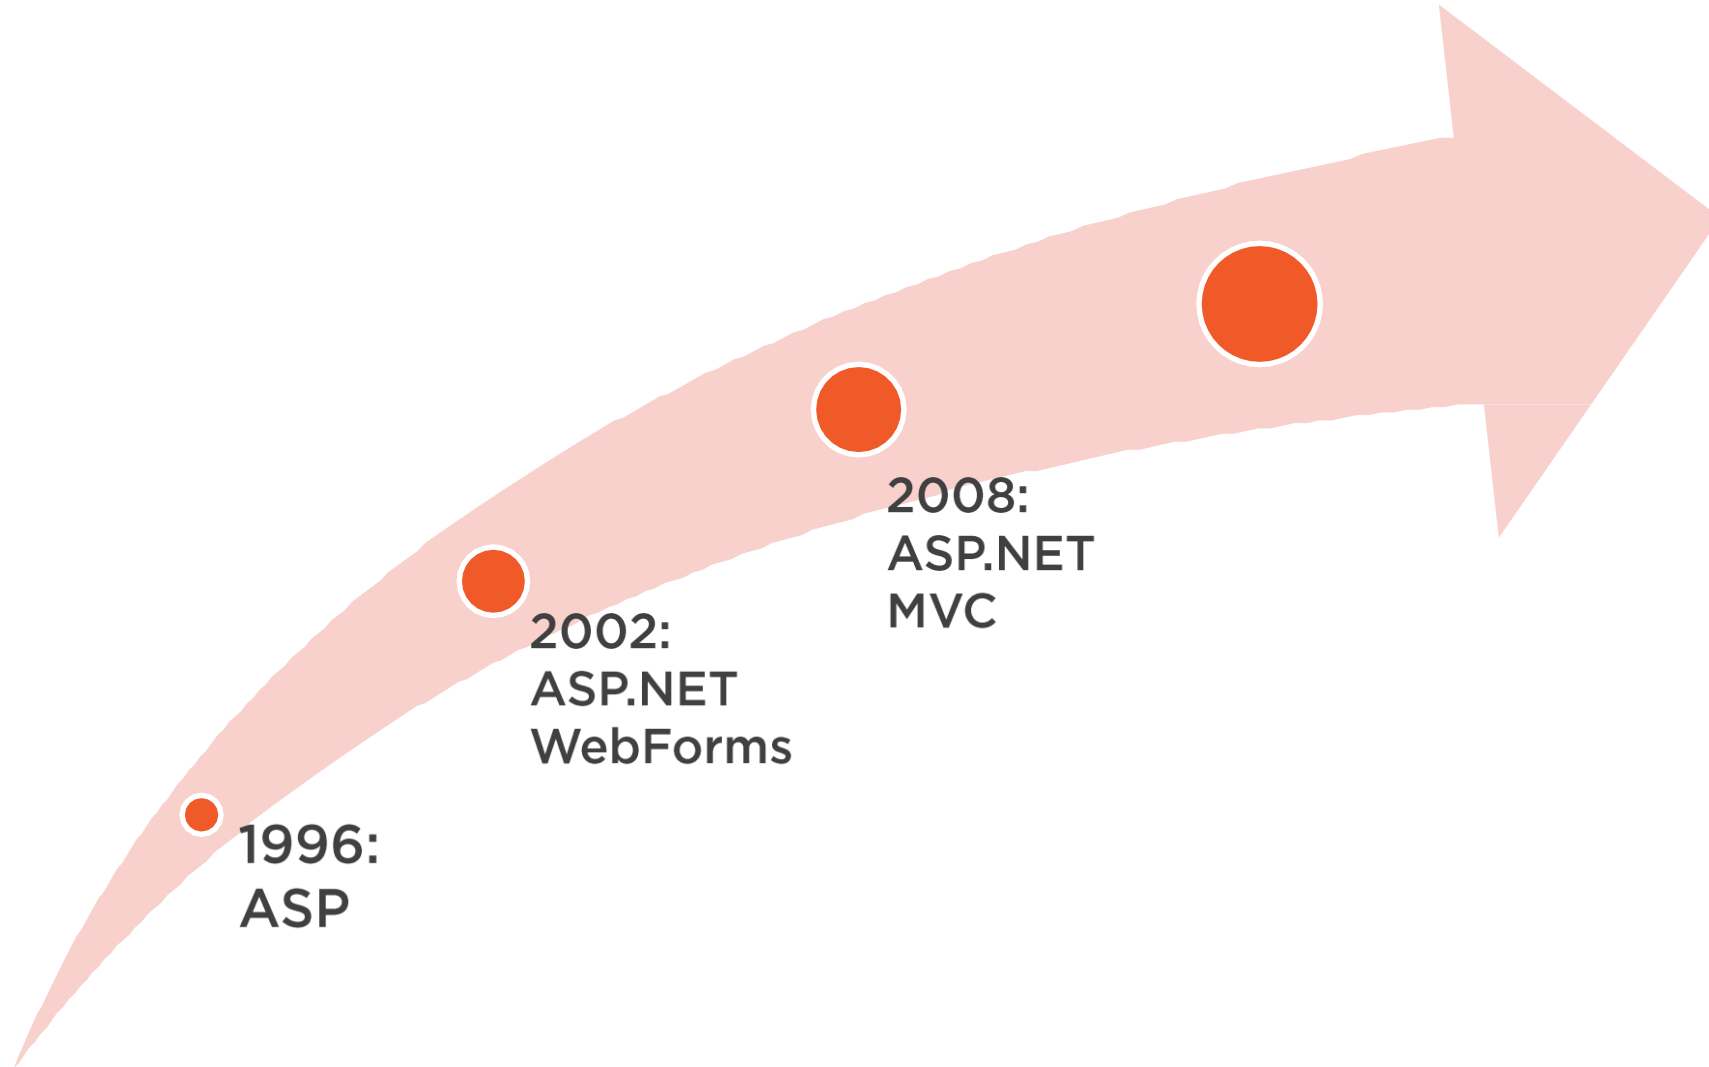 1996:
ASP
2002:
ASP.NET
WebForms
2008:
ASP.NET
MVC